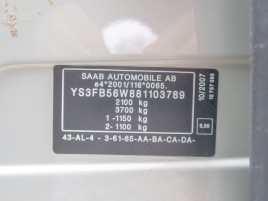 SAAB AUTOMOBILE AB
e4*2001/116*0065.
YS3FB56W881103789
2100 kg
3700 kg
1 -1150 kg
2- 1100 kg
43-AL-4 - 3-61-65-AA-BA-CA-DA-
10/2007